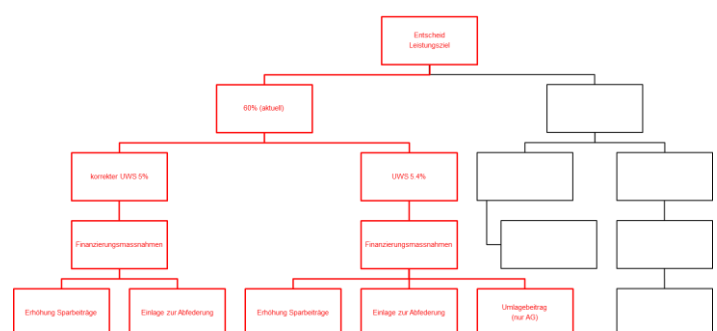 Entscheid
Leistungsziel
60% (aktuell)
korrekter UWS 5%
UWS 5.4%
Finanzierungsmassnahmen
Finanzierungsmassnahmen
Erhöhung Sparbeiträge
Einlage zur Abfederung
Erhöhung Sparbeiträge
Einlage zur Abfederung
Umlagebeitrag
(nur AG)